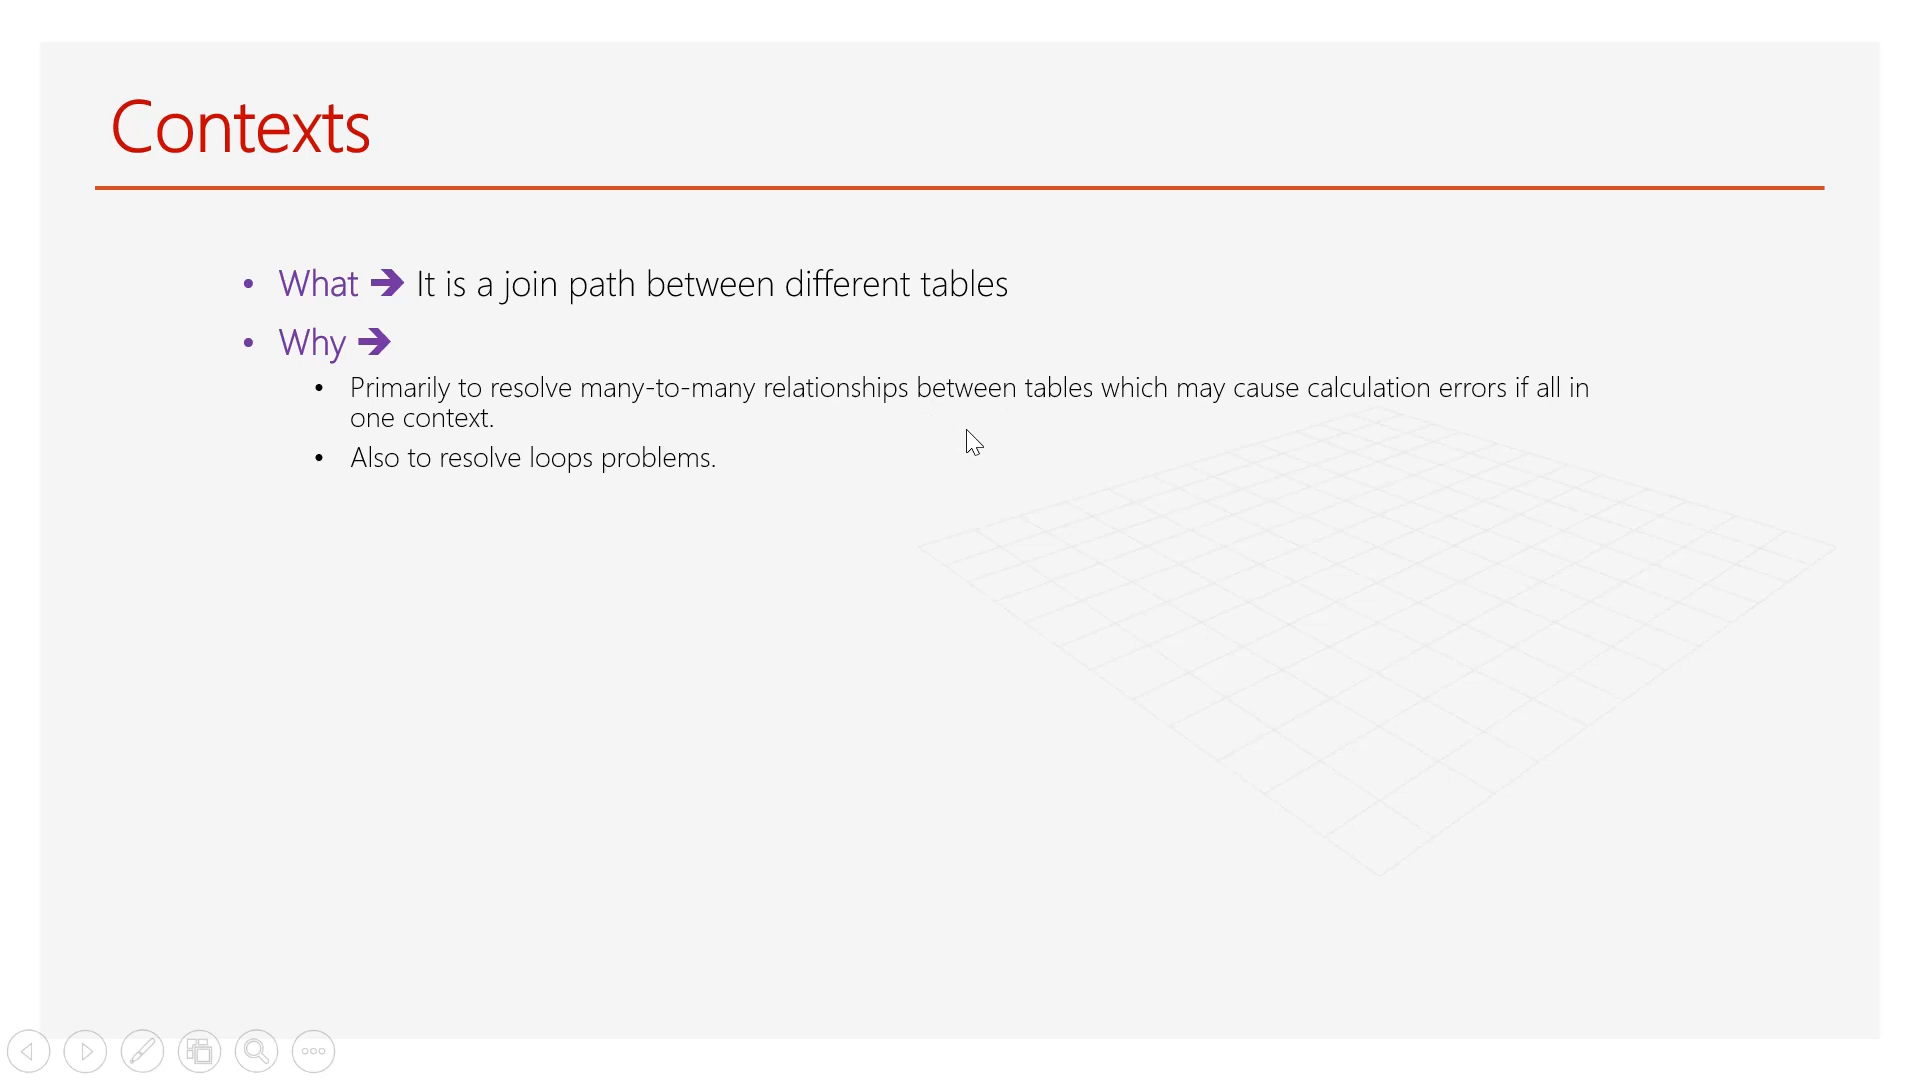 Contexts
• What ➔ It is a join path between different tables
• Why ➔
• Primarily to resolve many-to-many relationships between tables which may cause calculation errors if all in
one context.
• Also to resolve loops problems.